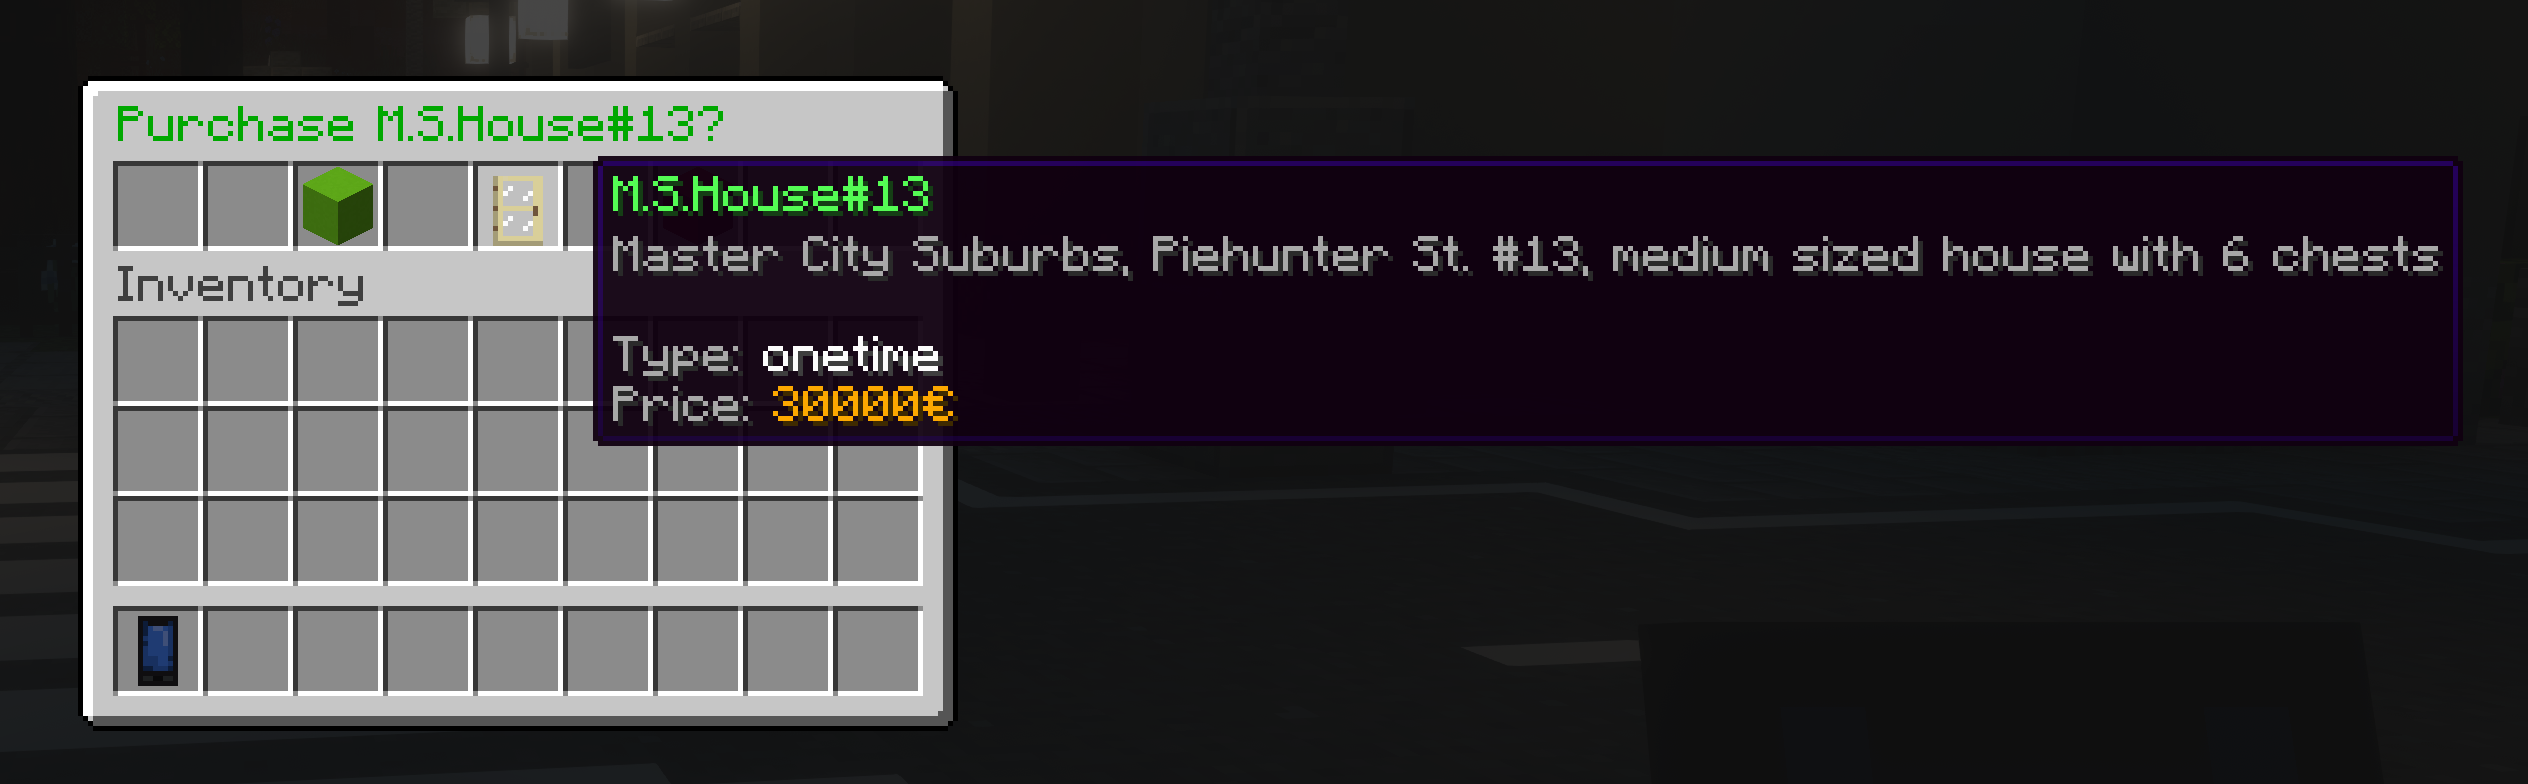 Purchase M.S.House#13?
M.S.House#13
Master City Suburbs, Piehunter St. #13, medium sized house with 6 chests
Inventory
Type: onetime
Price: 30000€